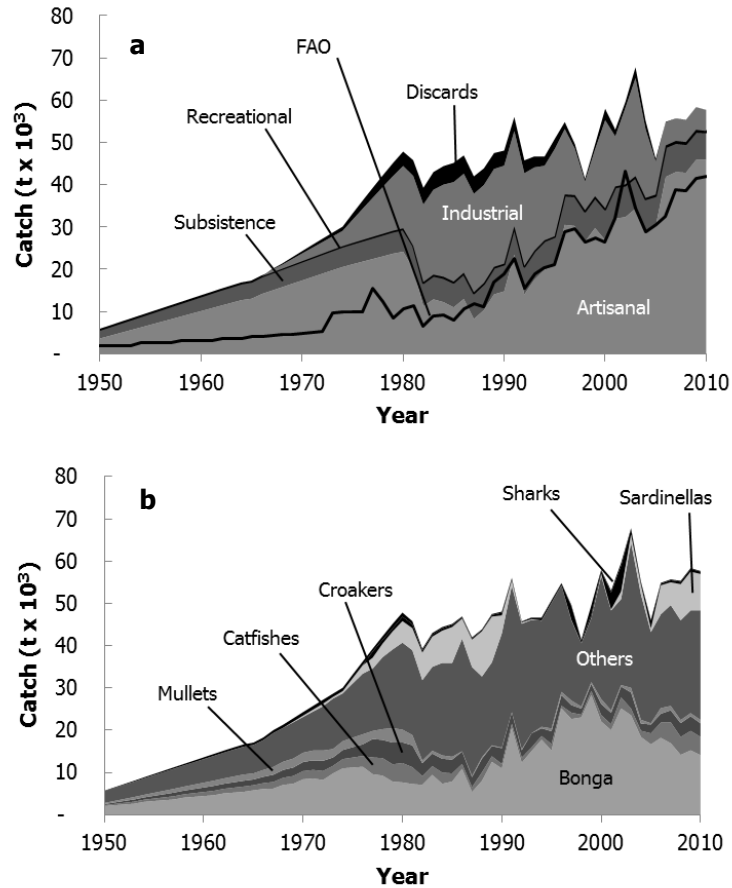 a
Catch (t x 10³)
80
70
60
50
40
30
20
10
-
FAO
Discards
Recreational
Subsistence
Industrial
Artisanal
1950 1960 1970 1980 1990 2000 2010
Year
b
Catch (t x 10³)
80
70
60
50
40
30
20
10
-
Sharks
Sardinellas
Croakers
Catfishes
Mullets
Others
Bonga
1950 1960 1970 1980 1990 2000 2010
Year